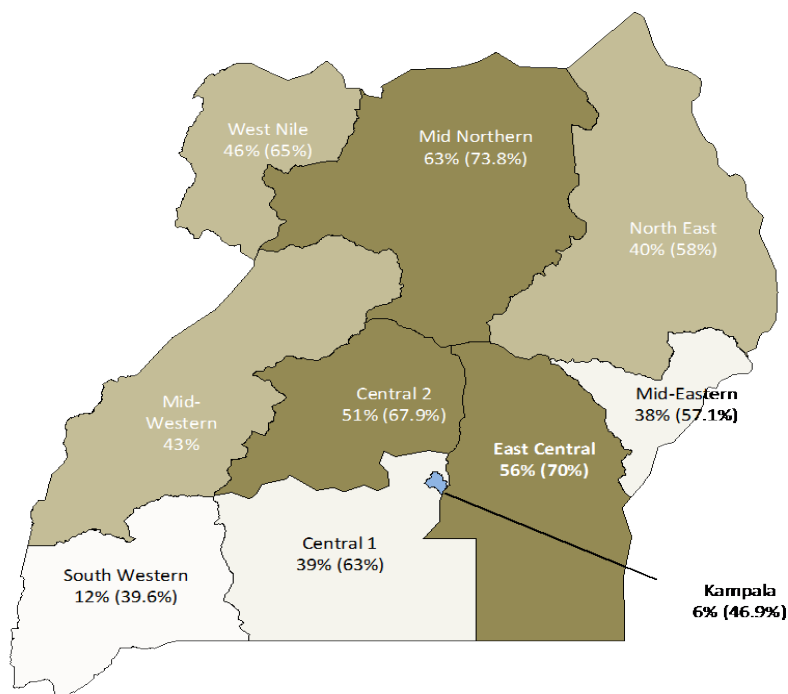 West Nile
46% (65%)
Mid Northern
63% (73.8%)
North East
40% (58%)
Mid-
Western
43%
Central 2
51% (67.9%)
East Central
56% (70%)
Mid-Eastern
38% (57.1%)
Central 1
39% (63%)
South Western
12% (39.6%)
Kampala
6% (46.9%)